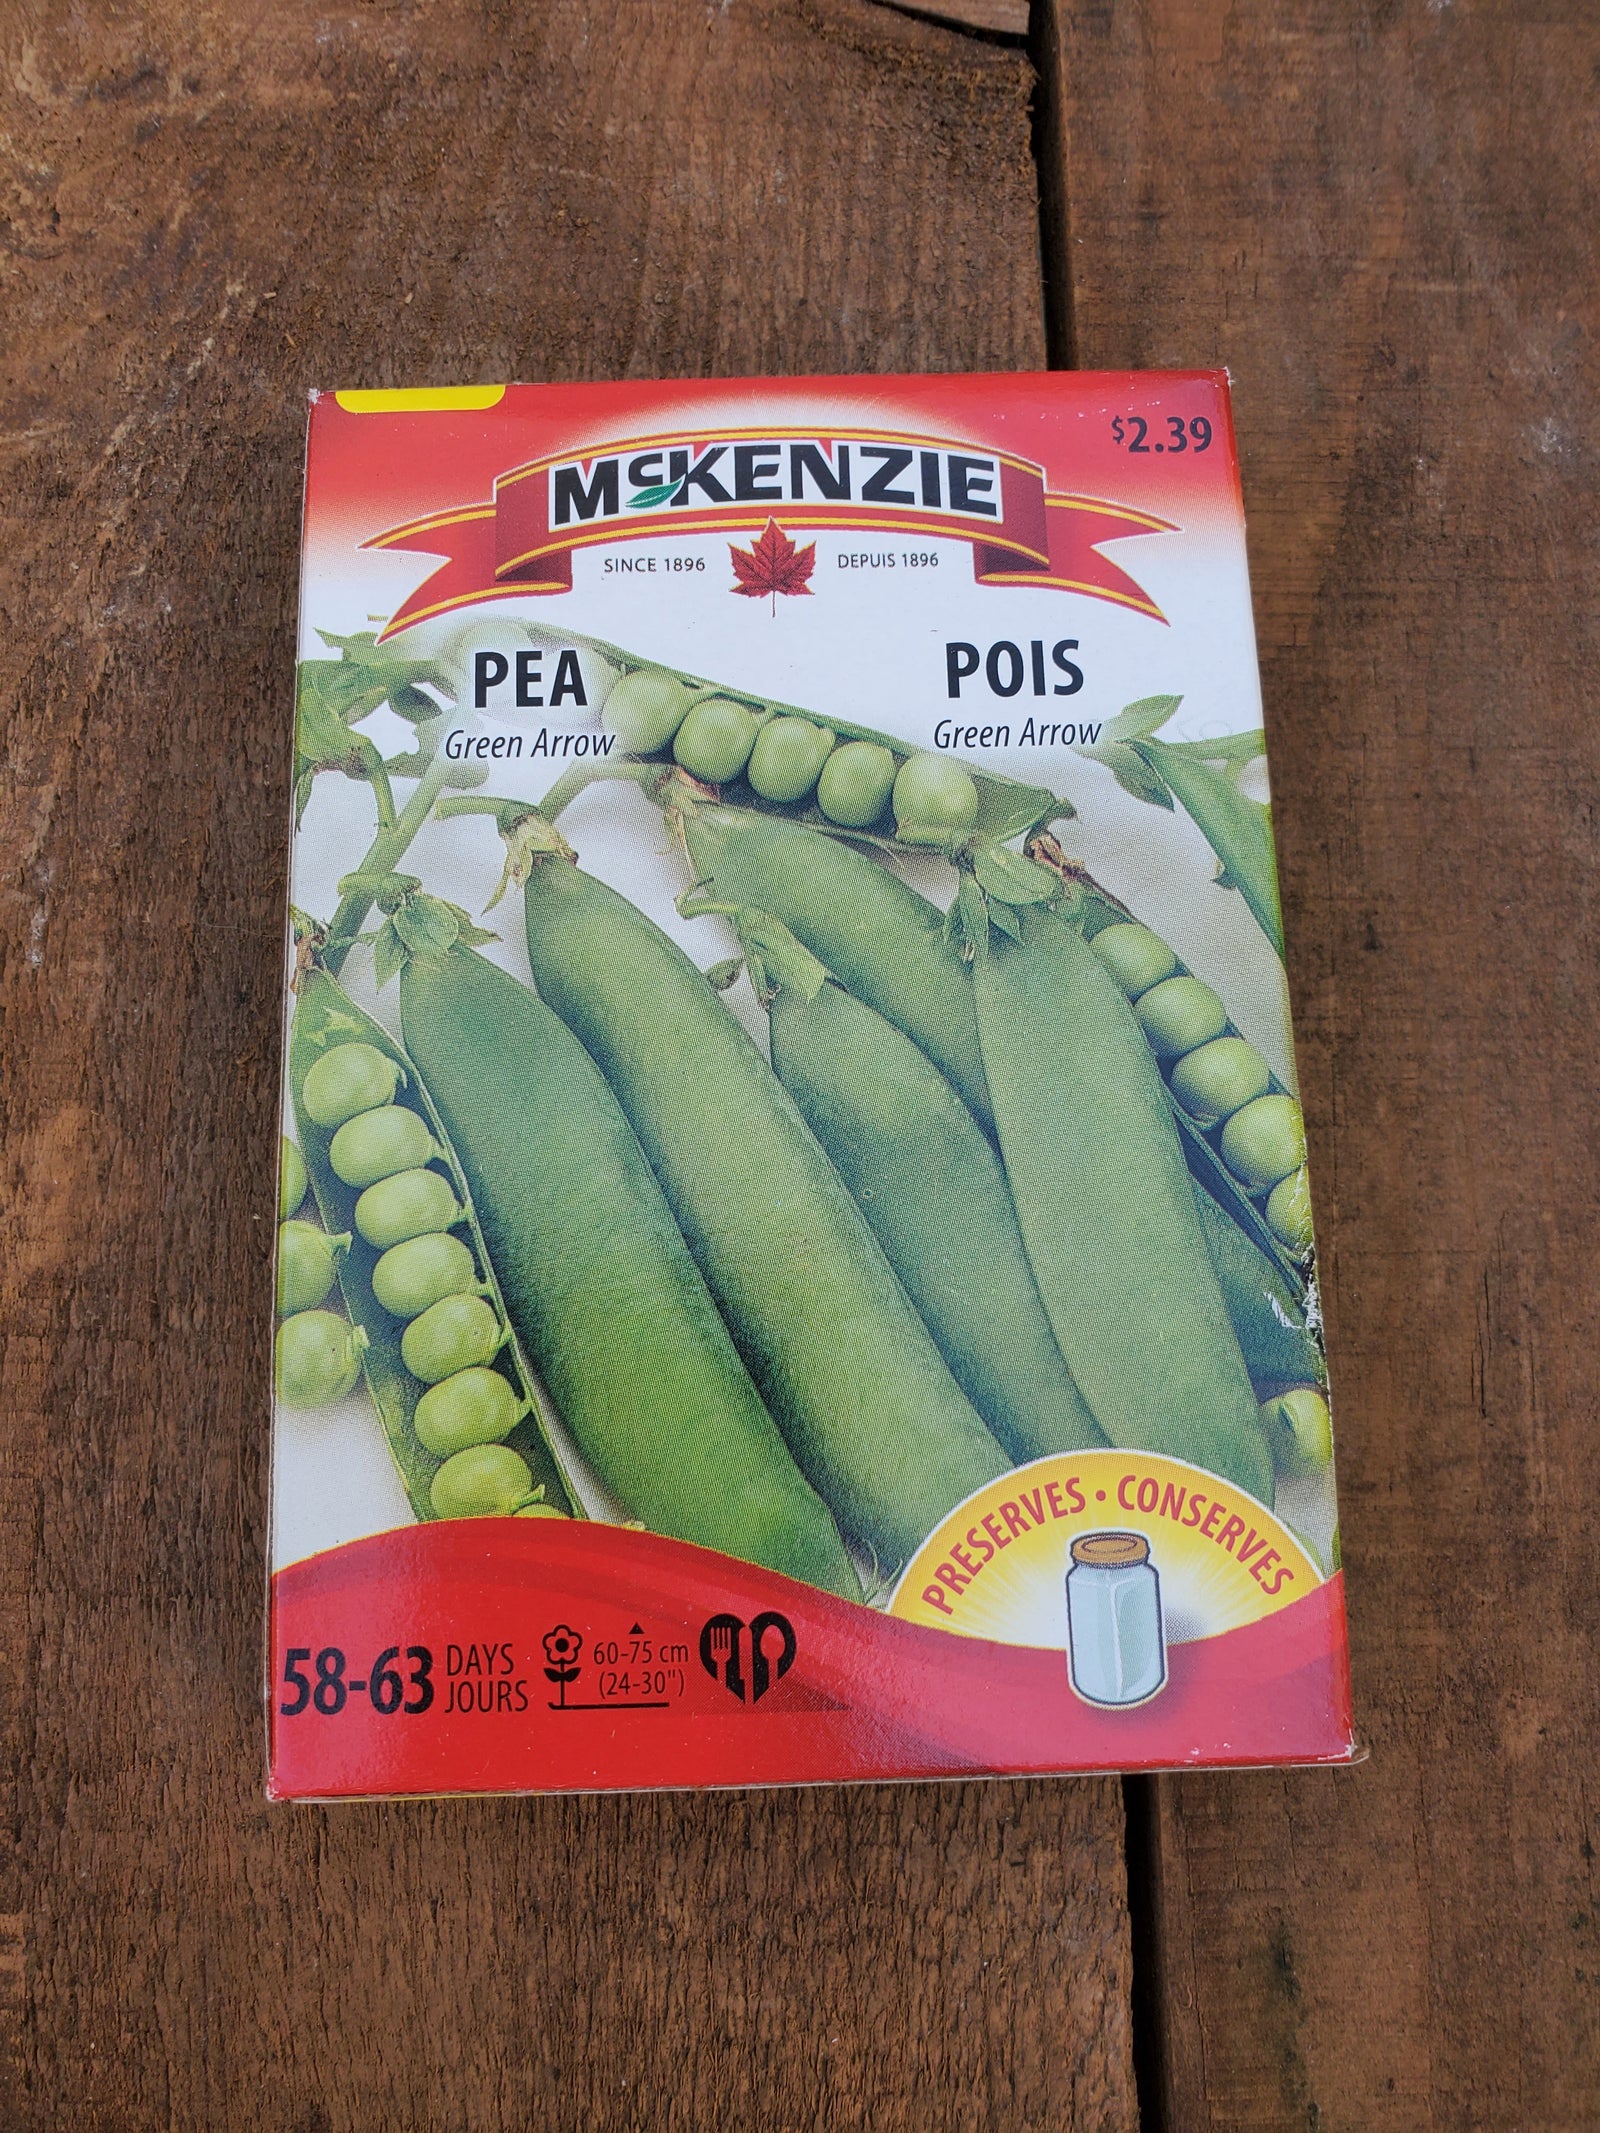 $2.39
McKENZIE
SINCE 1896 DEPUIS 1896
PEA
Green Arrow
POIS
Green Arrow
PRESERVES • CONSERVES
58-63 DAYS
JOURS
60-75 cm
(24-30")